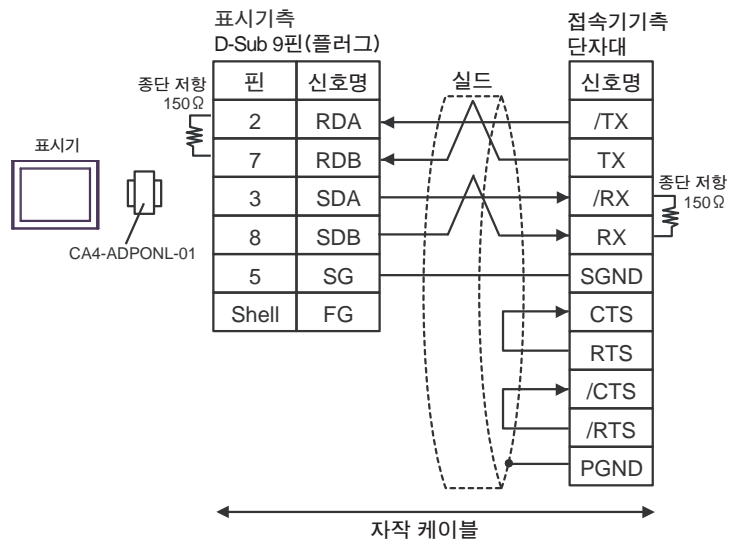 표시기측
D-Sub 9핀(플러그)
접속기기측
단자대
종단 저항
150Ω
핀 신호명
실드
신호명
2 RDA
/TX
표시기
7 RDB
TX
3 SDA
/RX
종단 저항
150Ω
8 SDB
RX
CA4-ADPONL-01
5 SG
SGND
Shell FG
CTS
RTS
/CTS
/RTS
PGND
자작 케이블